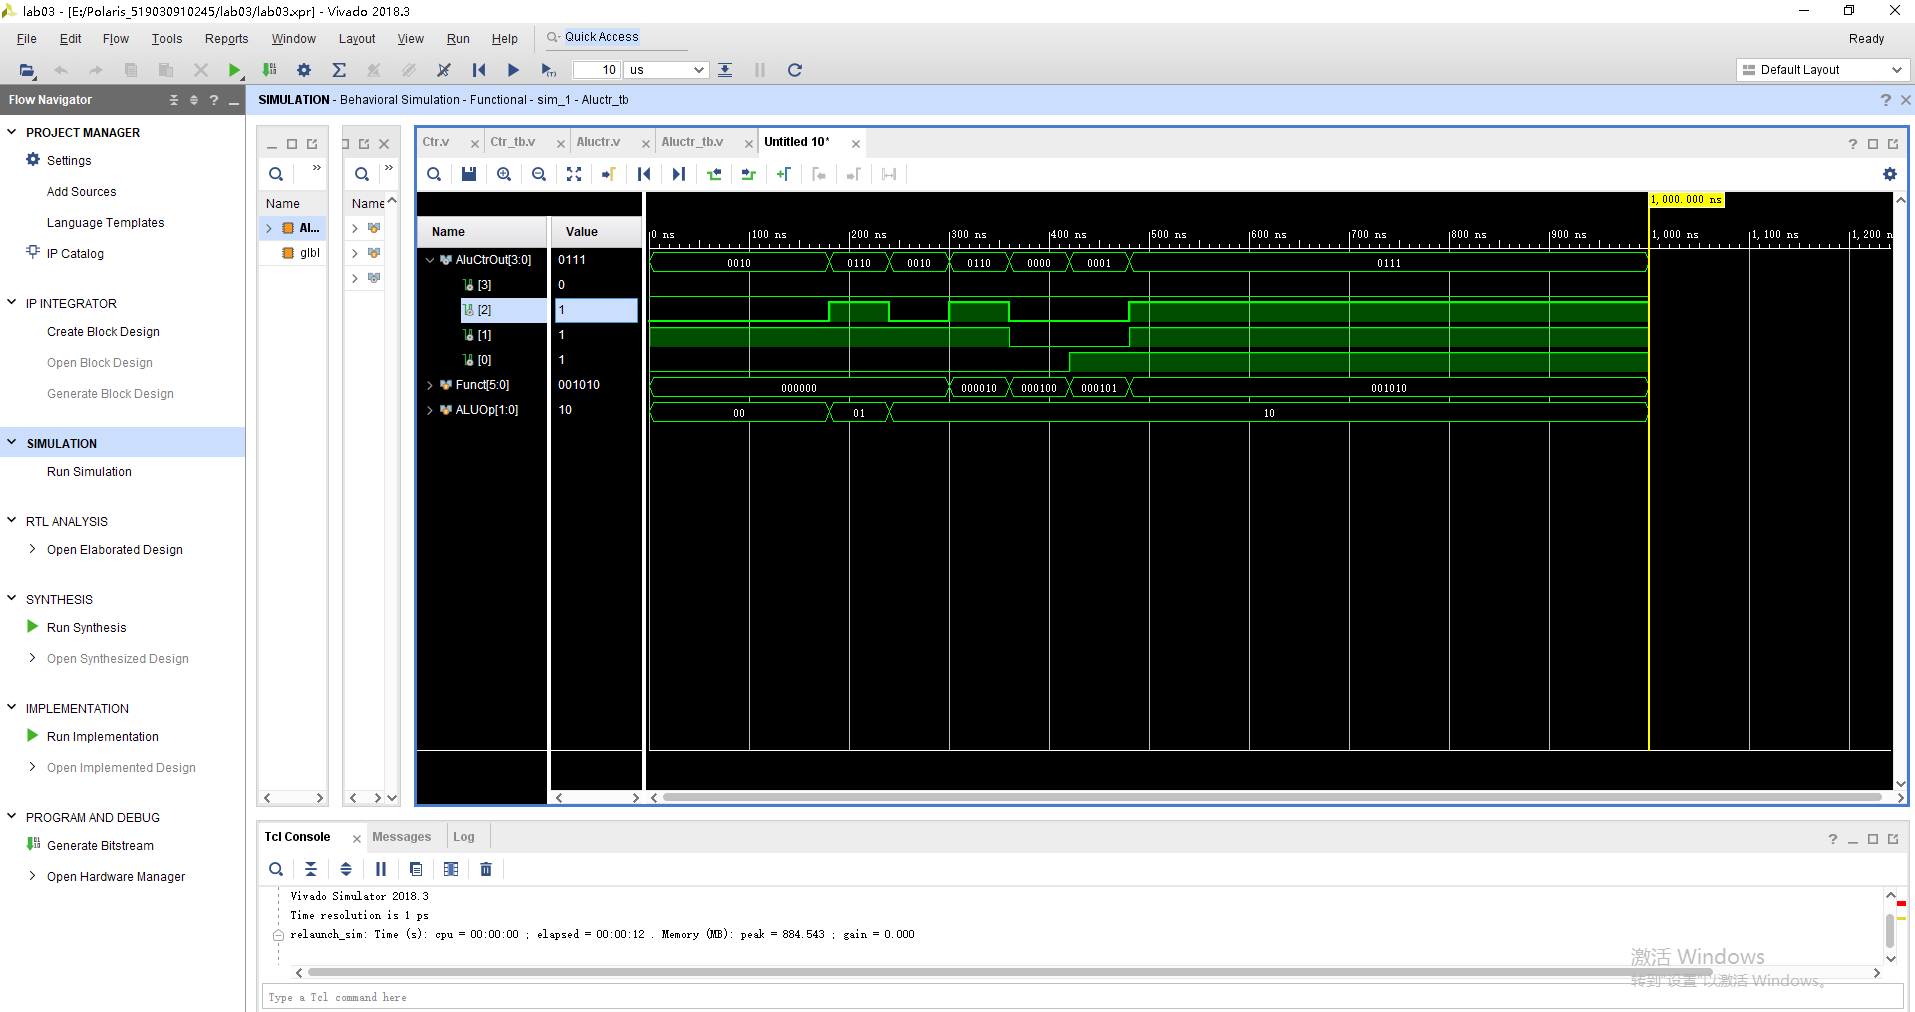 lab03 - [E:/Polaris_519030910245/lab03/lab03.xpr] - Vivado 2018.3
File Edit Flow Tools Reports Window Layout View Run Help Quick Access Ready
10 us Default Layout
Flow Navigator
SIMULATION - Behavioral Simulation - Functional - sim_1 - Aluctr_tb
PROJECT MANAGER
Settings
Add Sources
Language Templates
IP Catalog
IP INTEGRATOR
Create Block Design
Open Block Design
Generate Block Design
SIMULATION
Run Simulation
RTL ANALYSIS
Open Elaborated Design
SYNTHESIS
Run Synthesis
Open Synthesized Design
IMPLEMENTATION
Run Implementation
Open Implemented Design
PROGRAM AND DEBUG
Generate Bitstream
Open Hardware Manager
Name
Al...
glbl
Name
Ctr.v Ctr_tb.v Aluctr.v Aluctr_tb.v Untitled 10*
1,000.000 ns
Name Value
0 ns 100 ns 200 ns 300 ns 400 ns 500 ns 600 ns 700 ns 800 ns 900 ns 1,000 ns 1,100 ns 1,200 n
AluCtrOut[3:0] 0111 0010 0110 0010 0110 0000 0001 0111
[3] 0
[2] 1
[1] 1
[0] 1
Funct[5:0] 001010 000000 000010 000100 000101 001010
ALUOp[1:0] 10 00 01 10
Tcl Console Messages Log
Vivado Simulator 2018.3
Time resolution is 1 ps
relaunch_sim: Time (s): cpu = 00:00:00 ; elapsed = 00:00:12 . Memory (MB): peak = 884.543 ; gain = 0.000
Type a Tcl command here
激活 Windows
转到"设置"以激活 Windows。